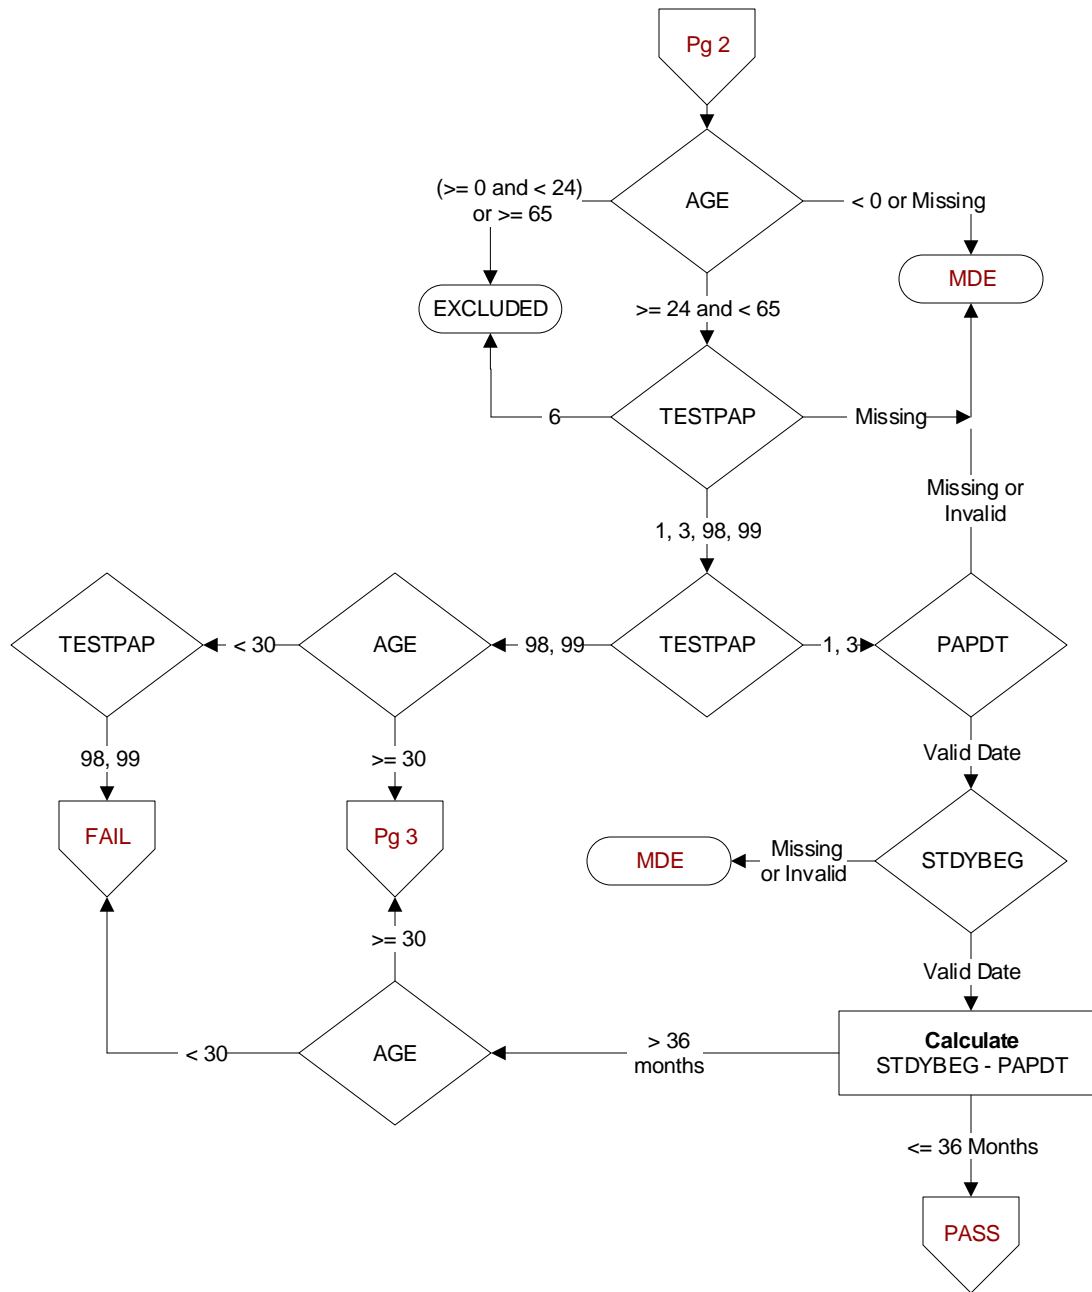 Pg 2
(>= 0 and < 24)
or >= 65
AGE
< 0 or Missing
MDE
EXCLUDED
>= 24 and < 65
6
TESTPAP
Missing
Missing or
Invalid
1, 3, 98, 99
TESTPAP
< 30
AGE
98, 99
TESTPAP
1, 3
PAPDT
98, 99
>= 30
Valid Date
FAIL
Pg 3
MDE
Missing
or Invalid
STDYBEG
>= 30
Valid Date
< 30
AGE
> 36
months
Calculate
STDYBEG - PAPDT
<= 36 Months
PASS